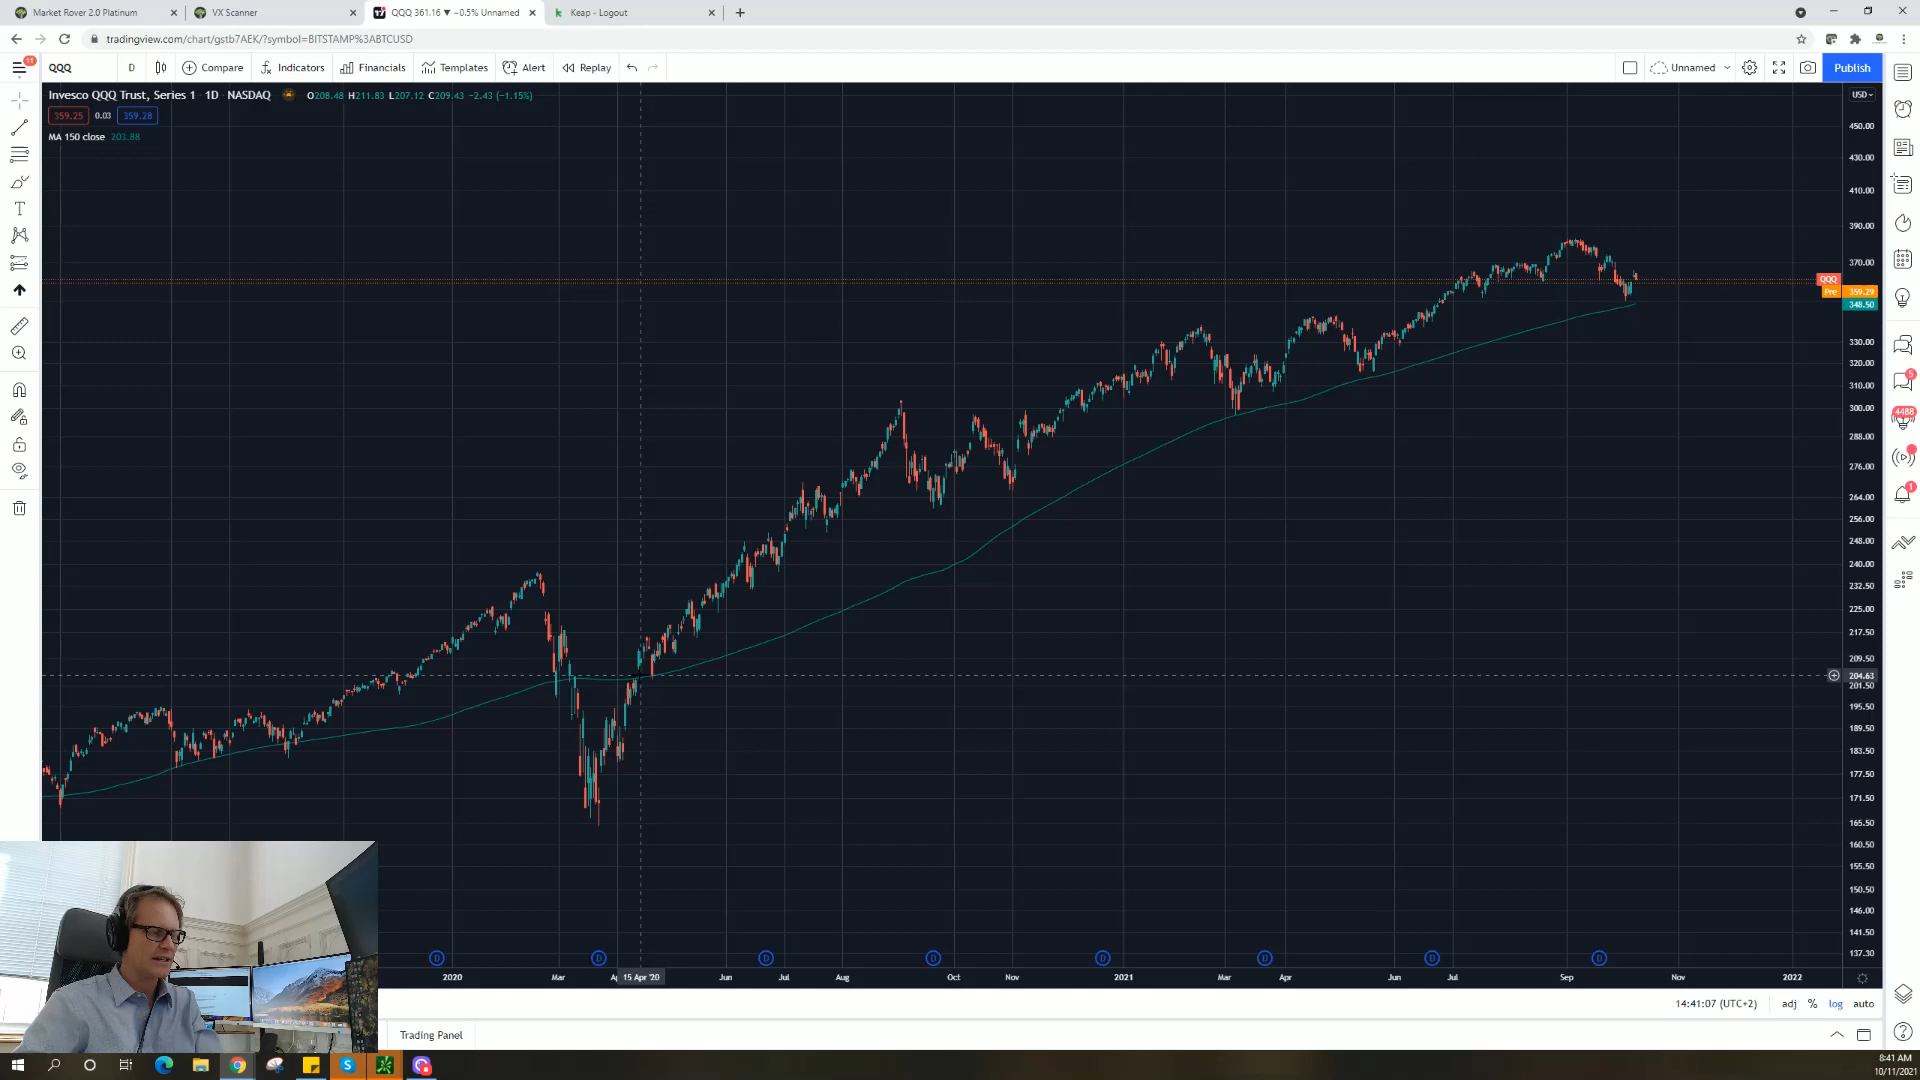 Market Rover 2.0 Platinum
VX Scanner
QQQ 361.16 ▼ −0.5% Unnamed
Keap - Logout
tradingview.com/chart/gstb7AEK/?symbol=BITSTAMP%3ABTCUSD
11
QQQ
D
Compare
Indicators
Financials
Templates
Alert
Replay
Unnamed
Publish
Invesco QQQ Trust, Series 1 · 1D · NASDAQ
O208.48 H211.83 L207.12 C209.43 −2.43 (−1.15%)
USD
359.25
0.03
359.28
MA 150 close 203.88
450.00
430.00
410.00
390.00
370.00
QQQ
Pre 359.29
348.50
330.00
320.00
310.00
300.00
288.00
276.00
264.00
256.00
248.00
240.00
232.50
225.00
217.50
209.50
204.63
201.50
195.50
189.50
183.50
177.50
171.50
165.50
160.50
155.50
150.50
146.00
141.50
137.30
5
4488
1
D
D
D
D
D
D
D
D
2020
Mar
15 Apr '20
Jun
Jul
Aug
Oct
Nov
2021
Mar
Apr
Jun
Jul
Sep
Nov
2022
14:41:07 (UTC+2)
adj
%
log
auto
Trading Panel
8:41 AM
10/11/2021